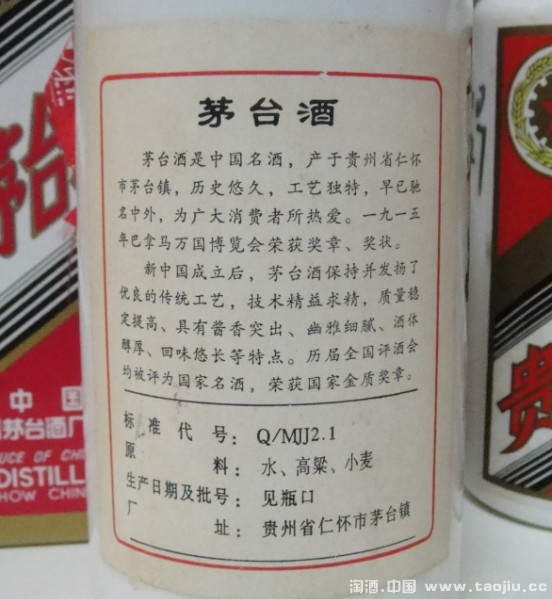 茅台酒
茅台酒是中国名酒，产于贵州省仁怀
市茅台镇，历史悠久，工艺独特，早已驰
名中外，为广大消费者所热爱。一九一五
年巴拿马万国博览会荣获奖章、奖状。
新中国成立后，茅台酒保持并发扬了
优良的传统工艺，技术精益求精，质量稳
定提高、具有酱香突出、幽雅细腻、酒体
醇厚、回味悠长等特点。历届全国评酒会
均被评为国家名酒，荣获国家金质奖章。
标准代号：Q/MJJ2.1
原料：水、高粱、小麦
生产日期及批号：见瓶口
厂址：贵州省仁怀市茅台镇
茅台
中国
茅台酒厂
UCE OF CHI
DISTILL
HOW CHIN
贵
淘酒.中国 www.taojiu.cc